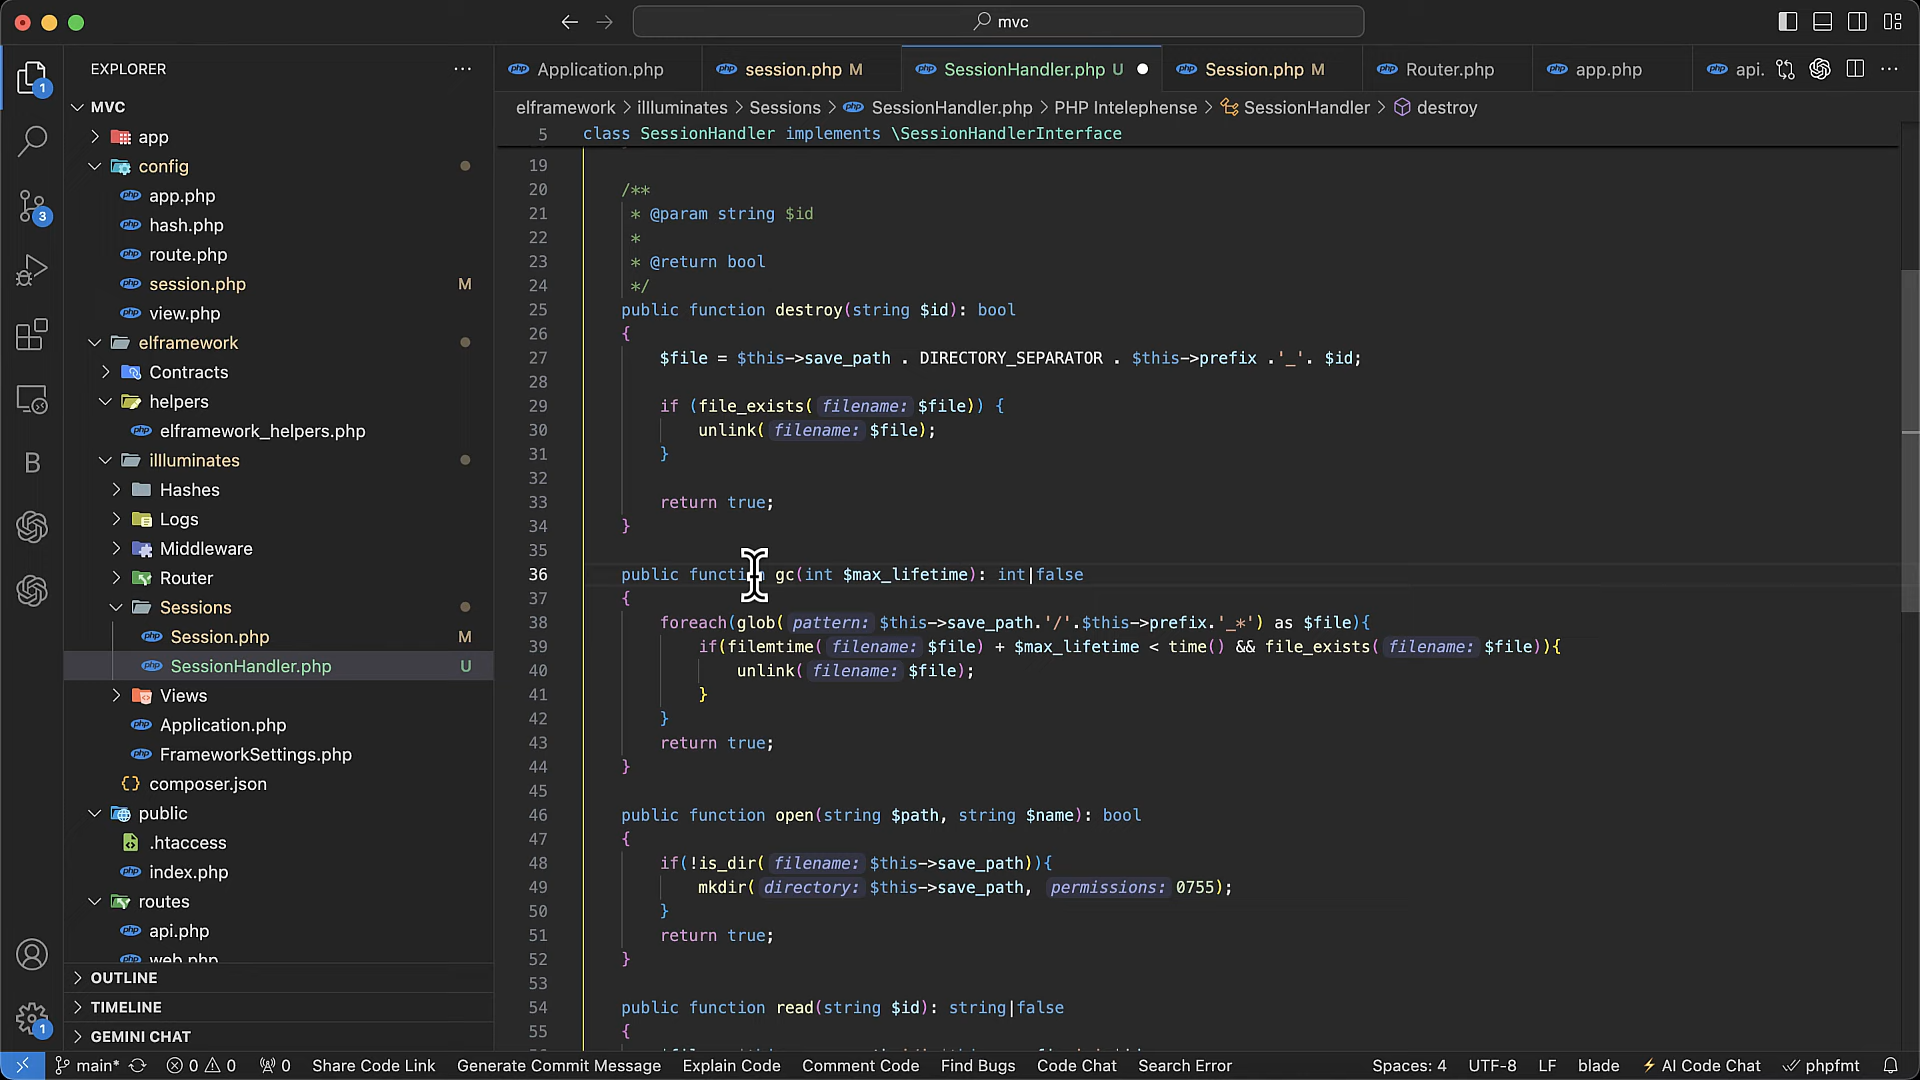 mvc
EXPLORER
MVC
app
config
app.php
hash.php
route.php
session.php M
view.php
elframework
Contracts
helpers
elframework_helpers.php
illluminates
Hashes
Logs
Middleware
Router
Sessions
Session.php M
SessionHandler.php U
Views
Application.php
FrameworkSettings.php
composer.json
public
.htaccess
index.php
routes
api.php
web.php
OUTLINE
TIMELINE
GEMINI CHAT
1
3
B
1
Application.php session.php M SessionHandler.php U Session.php M Router.php app.php api.
elframework > illluminates > Sessions > SessionHandler.php > PHP Intelephense > SessionHandler > destroy
5 class SessionHandler implements \SessionHandlerInterface
19
20 /**
21 * @param string $id
22 *
23 * @return bool
24 */
25 public function destroy(string $id): bool
26 {
27 $file = $this->save_path . DIRECTORY_SEPARATOR . $this->prefix .'_'. $id;
28
29 if (file_exists( filename: $file)) {
30 unlink( filename: $file);
31 }
32
33 return true;
34 }
35
36 public function gc(int $max_lifetime): int|false
37 {
38 foreach(glob( pattern: $this->save_path.'/'.$this->prefix.'_*') as $file){
39 if(filemtime( filename: $file) + $max_lifetime < time() && file_exists( filename: $file)){
40 unlink( filename: $file);
41 }
42 }
43 return true;
44 }
45
46 public function open(string $path, string $name): bool
47 {
48 if(!is_dir( filename: $this->save_path)){
49 mkdir( directory: $this->save_path, permissions: 0755);
50 }
51 return true;
52 }
53
54 public function read(string $id): string|false
55 {
main* 0 0 0 Share Code Link Generate Commit Message Explain Code Comment Code Find Bugs Code Chat Search Error Spaces: 4 UTF-8 LF blade AI Code Chat phpfmt